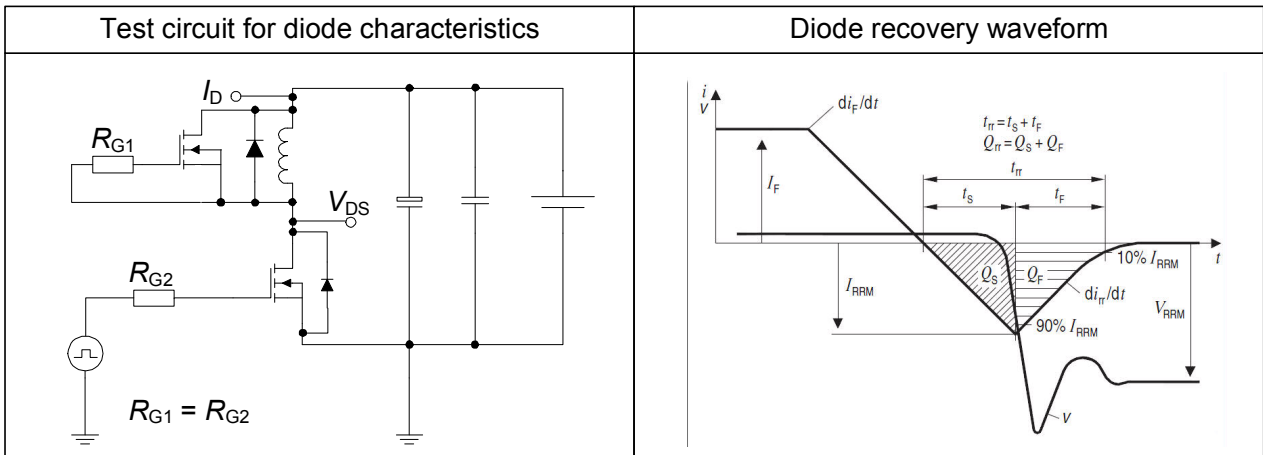 Test circuit for diode characteristics
Diode recovery waveform
I_D
R_G1
V_DS
R_G2
R_G1 = R_G2
i
v
di_F/dt
t_rr = t_S + t_F
Q_rr = Q_S + Q_F
t_rr
t_S
t_F
I_F
Q_S
Q_F
10% I_RRM
t
I_RRM
di_rr/dt
V_RRM
90% I_RRM
v